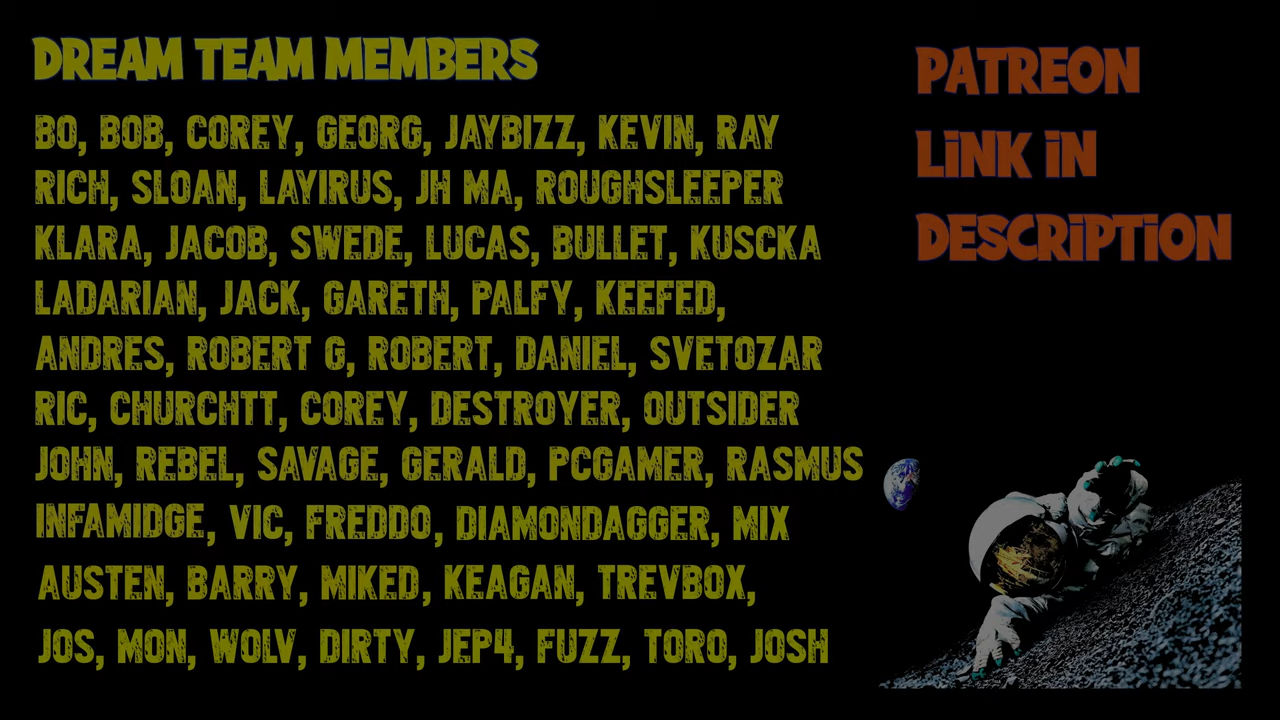 DREAM TEAM MEMBERS
BO, BOB, COREY, GEORG, JAYBIZZ, KEVIN, RAY
RICH, SLOAN, LAYIRUS, JH MA, ROUGHSLEEPER
KLARA, JACOB, SWEDE, LUCAS, BULLET, KUSCKA
LADARIAN, JACK, GARETH, PALFY, KEEFED,
ANDRES, ROBERT G, ROBERT, DANIEL, SVETOZAR
RIC, CHURCHTT, COREY, DESTROYER, OUTSIDER
JOHN, REBEL, SAVAGE, GERALD, PCGAMER, RASMUS
INFAMIDGE, VIC, FREDDO, DIAMONDAGGER, MIX
AUSTEN, BARRY, MIKED, KEAGAN, TREVBOX,
JOS, MON, WOLV, DIRTY, JEP4, FUZZ, TORO, JOSH
PATREON
LINK IN
DESCRIPTION